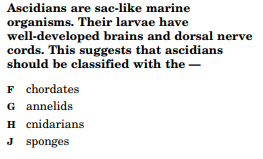 Ascidians are sac-like marine
organisms. Their larvae have
well-developed brains and dorsal nerve
cords. This suggests that ascidians
should be classified with the —
F chordates
G annelids
H cnidarians
J sponges